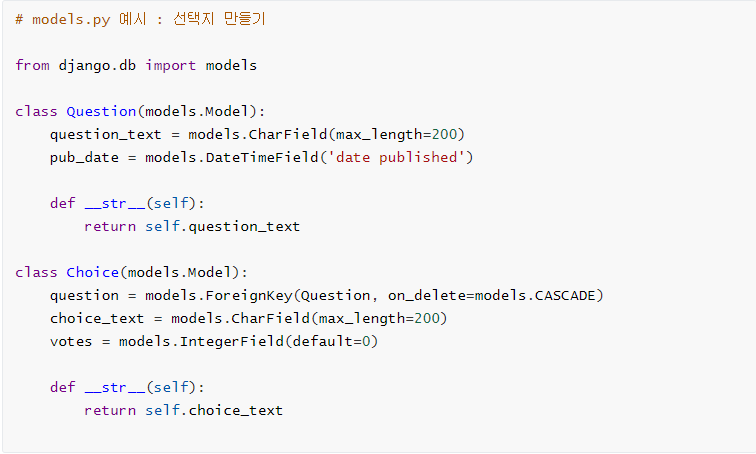 # models.py 예시 : 선택지 만들기
from django.db import models
class Question(models.Model):
    question_text = models.CharField(max_length=200)
    pub_date = models.DateTimeField('date published')
    def __str__(self):
        return self.question_text
class Choice(models.Model):
    question = models.ForeignKey(Question, on_delete=models.CASCADE)
    choice_text = models.CharField(max_length=200)
    votes = models.IntegerField(default=0)
    def __str__(self):
        return self.choice_text